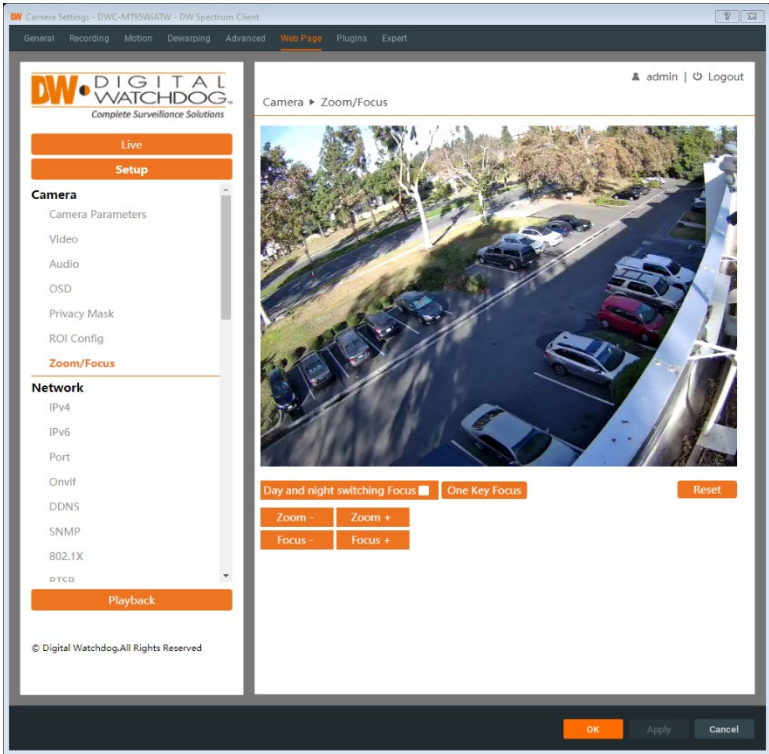 Camera Settings - DWC-MT95WiATW - DW Spectrum Client
General Recording Motion Dewarping Advanced Web Page Plugins Expert
DW DIGITAL
WATCHDOG
Complete Surveillance Solutions
Live
Setup
Camera
Camera Parameters
Video
Audio
OSD
Privacy Mask
ROI Config
Zoom/Focus
Network
IPv4
IPv6
Port
Onvif
DDNS
SNMP
802.1X
RTSP
Playback
© Digital Watchdog.All Rights Reserved
admin | Logout
Camera ▸ Zoom/Focus
Day and night switching Focus One Key Focus Reset
Zoom - Zoom +
Focus - Focus +
OK Apply Cancel